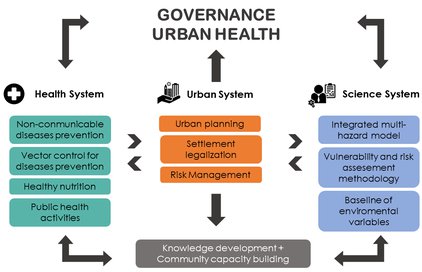 GOVERNANCE
URBAN HEALTH
Health System
Urban System
Science System
Non-conmunicable
diseases prevention
Vector control for
diseases prevention
Healthy nutrition
Public health
activities
Urban planning
Settlement
legalization
Risk Management
Integrated multi-
hazard model
Vulnerability and risk
assesement
methodology
Baseline of
enviromental
variables
Knowledge development +
Community capacity building